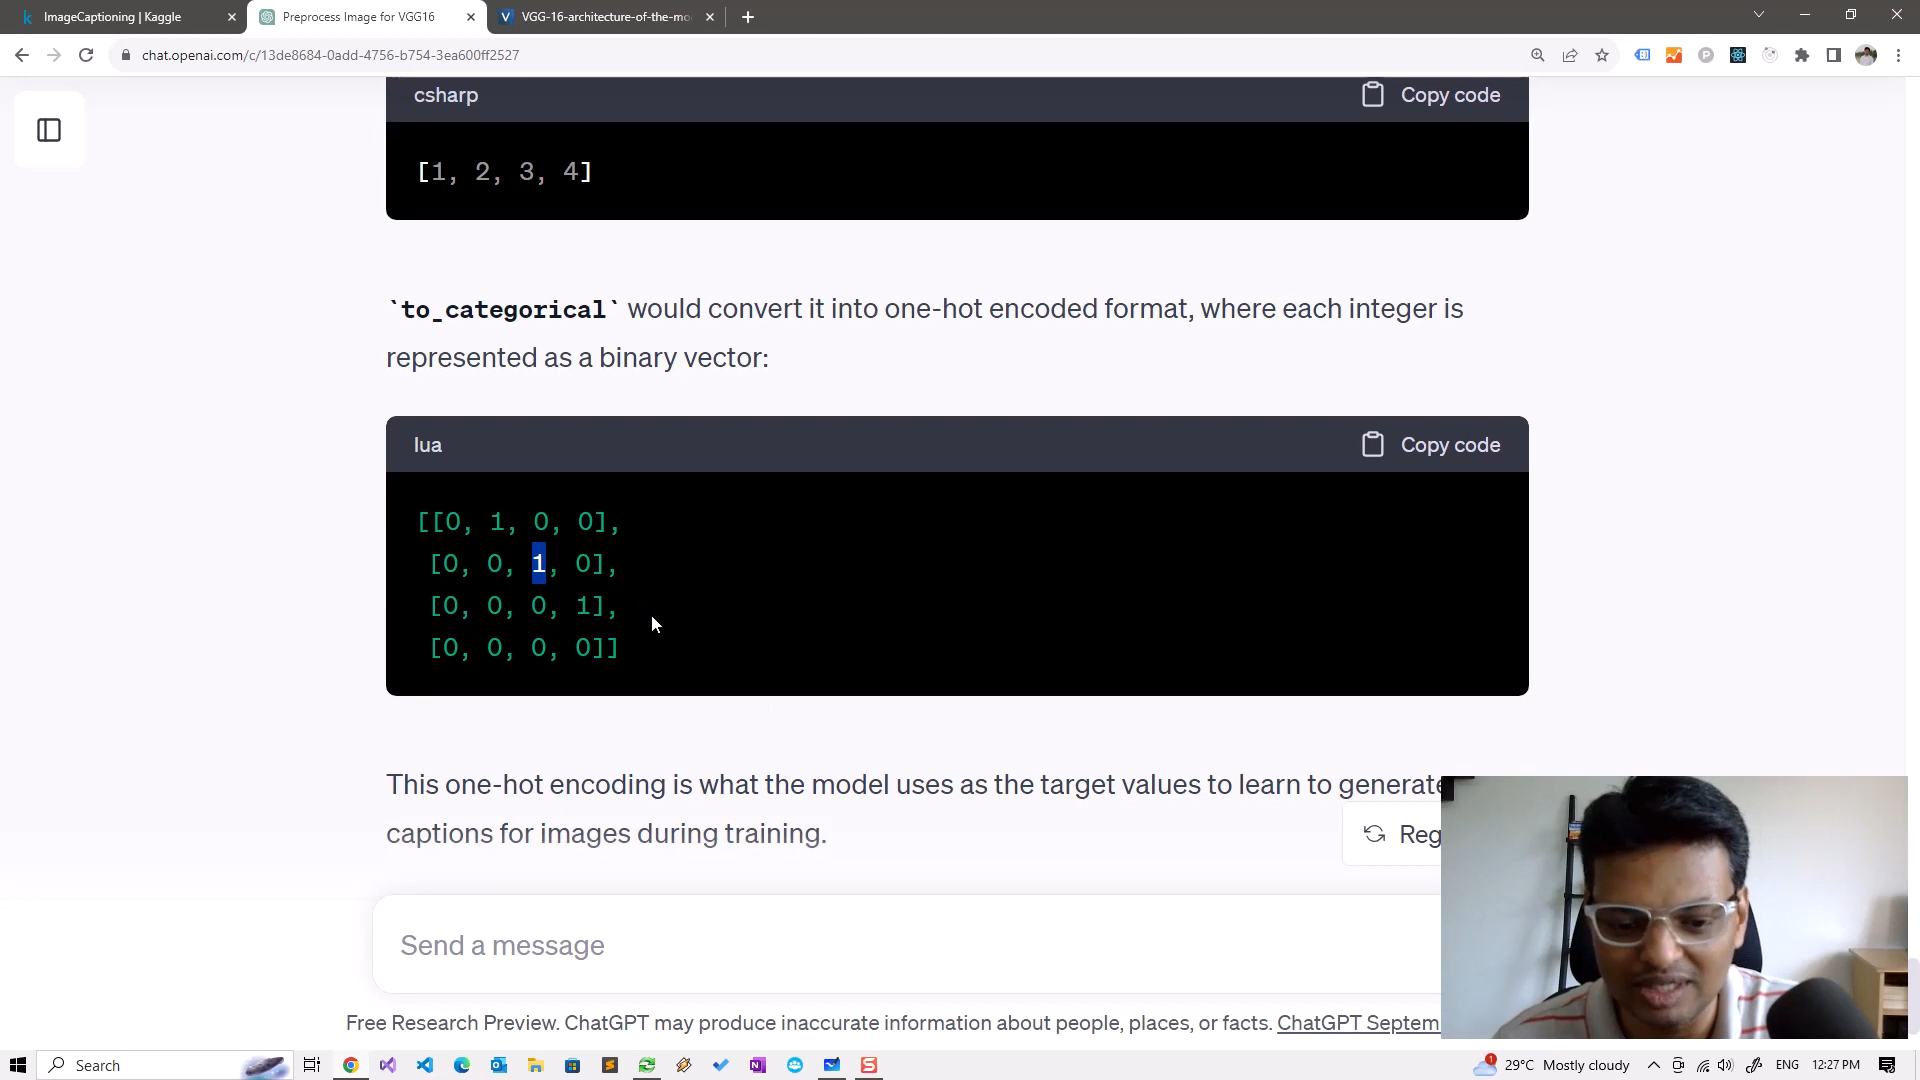 ImageCaptioning | Kaggle
Preprocess Image for VGG16
VGG-16-architecture-of-the-mo
chat.openai.com/c/13de8684-0add-4756-b754-3ea600ff2527
csharp
Copy code
[1, 2, 3, 4]
`to_categorical` would convert it into one-hot encoded format, where each integer is
represented as a binary vector:
lua
Copy code
[[0, 1, 0, 0],
[0, 0, 1, 0],
[0, 0, 0, 1],
[0, 0, 0, 0]]
This one-hot encoding is what the model uses as the target values to learn to generate
captions for images during training.
Reg
Send a message
Free Research Preview. ChatGPT may produce inaccurate information about people, places, or facts. ChatGPT Septem
Search
29°C Mostly cloudy
ENG
12:27 PM